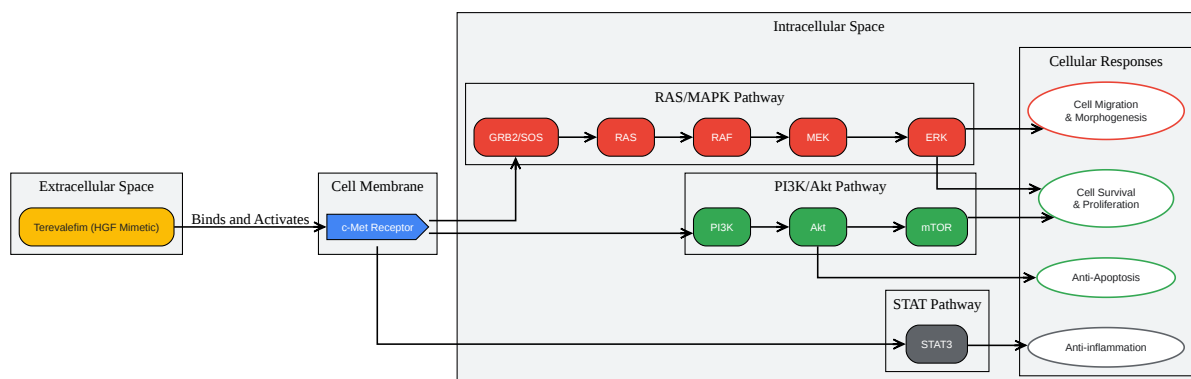 Intracellular Space
Cellular Responses
RAS/MAPK Pathway
Cell Migration
& Morphogenesis
GRB2/SOS
RAS
RAF
MEK
ERK
Extracellular Space
Cell Membrane
PI3K/Akt Pathway
Cell Survival
& Proliferation
Terevalefim (HGF Mimetic)
Binds and Activates
c-Met Receptor
PI3K
Akt
mTOR
Anti-Apoptosis
STAT Pathway
STAT3
Anti-inflammation